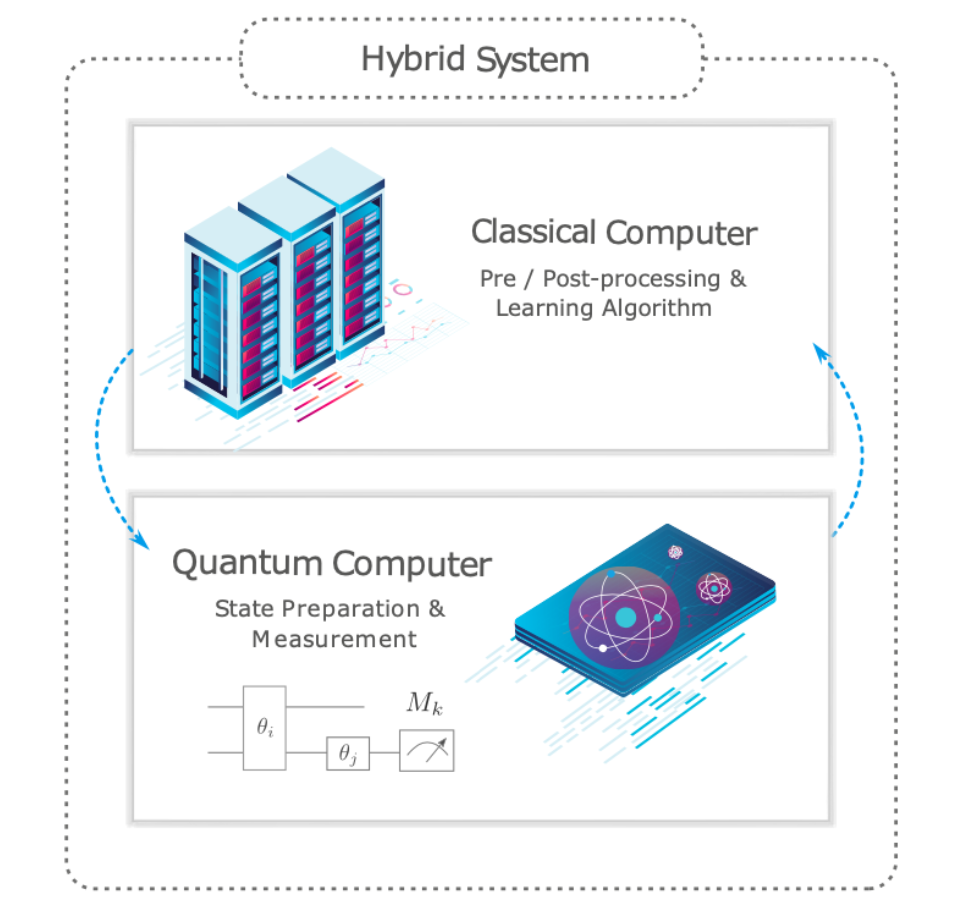 Hybrid System
Classical Computer
Pre / Post-processing &
Learning Algorithm
Quantum Computer
State Preparation &
Measurement
M_k
θ_i
θ_j